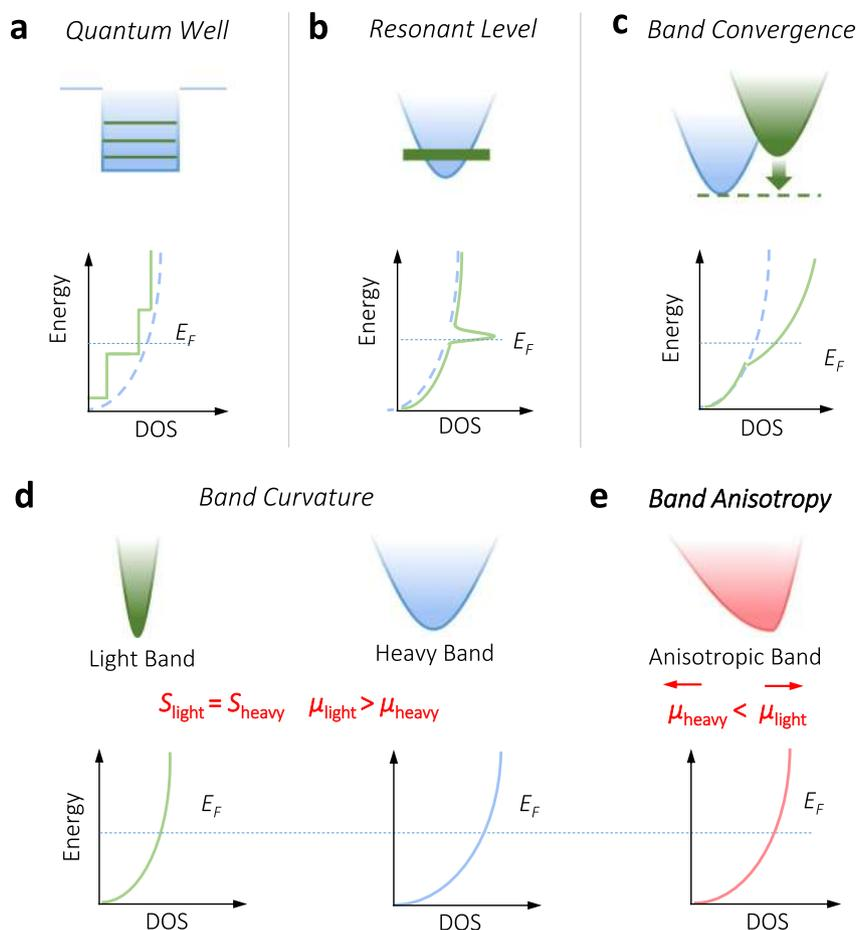 a Quantum Well
b Resonant Level
c Band Convergence
Energy
E_F
DOS
Energy
E_F
DOS
Energy
E_F
DOS
d Band Curvature
e Band Anisotropy
Light Band
Heavy Band
Anisotropic Band
S_light = S_heavy μ_light > μ_heavy
μ_heavy < μ_light
Energy
E_F
DOS
E_F
DOS
E_F
DOS